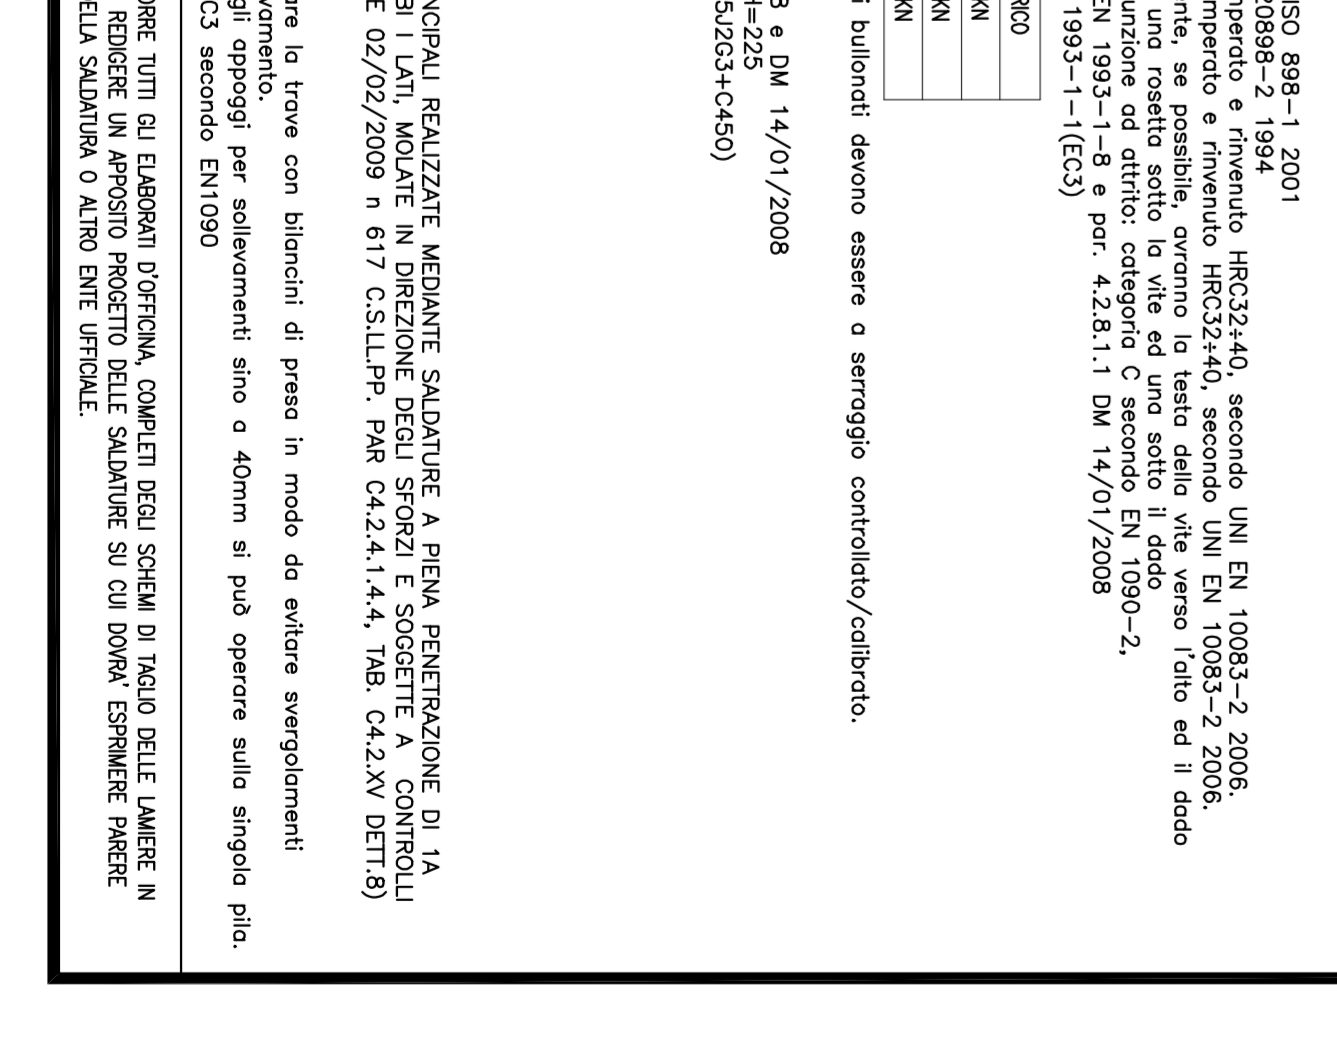 ISO 898-1 2001
20898-2 1994
mperato e rinvenuto HRC32÷40, secondo UNI EN 10083-2 2006.
mperato e rinvenuto HRC32÷40, secondo UNI EN 10083-2 2006.
nte, se possibile, avranno la testa della vite verso l'alto ed il dado
una rosetta sotto la vite ed una sotto il dado
unzione ad attrito: categoria C secondo EN 1090-2,
EN 1993-1-8 e par. 4.2.8.1.1 DM 14/01/2008
1993-1-1(EC3)
RICO
KN
KN
KN
i bullonati devono essere a serraggio controllato/calibrato.
B e DM 14/01/2008
H=225
5J2G3+C450)
NCIPALI REALIZZATE MEDIANTE SALDATURE A PIENA PENETRAZIONE DI 1A
BI I LATI, MOLATE IN DIREZIONE DEGLI SFORZI E SOGGETTE A CONTROLLI
E 02/02/2009 n 617 C.S.LL.PP. PAR C4.2.4.1.4.4, TAB. C4.2.XV DETT.8)
are la trave con bilancini di presa in modo da evitare svergolamenti
vamento.
gli appoggi per sollevamenti sino a 40mm si può operare sulla singola pila.
C3 secondo EN1090
ORRE TUTTI GLI ELABORATI D'OFFICINA, COMPLETI DEGLI SCHEMI DI TAGLIO DELLE LAMIERE IN
REDIGERE UN APPOSITO PROGETTO DELLE SALDATURE SU CUI DOVRA' ESPRIMERE PARERE
DELLA SALDATURA O ALTRO ENTE UFFICIALE.